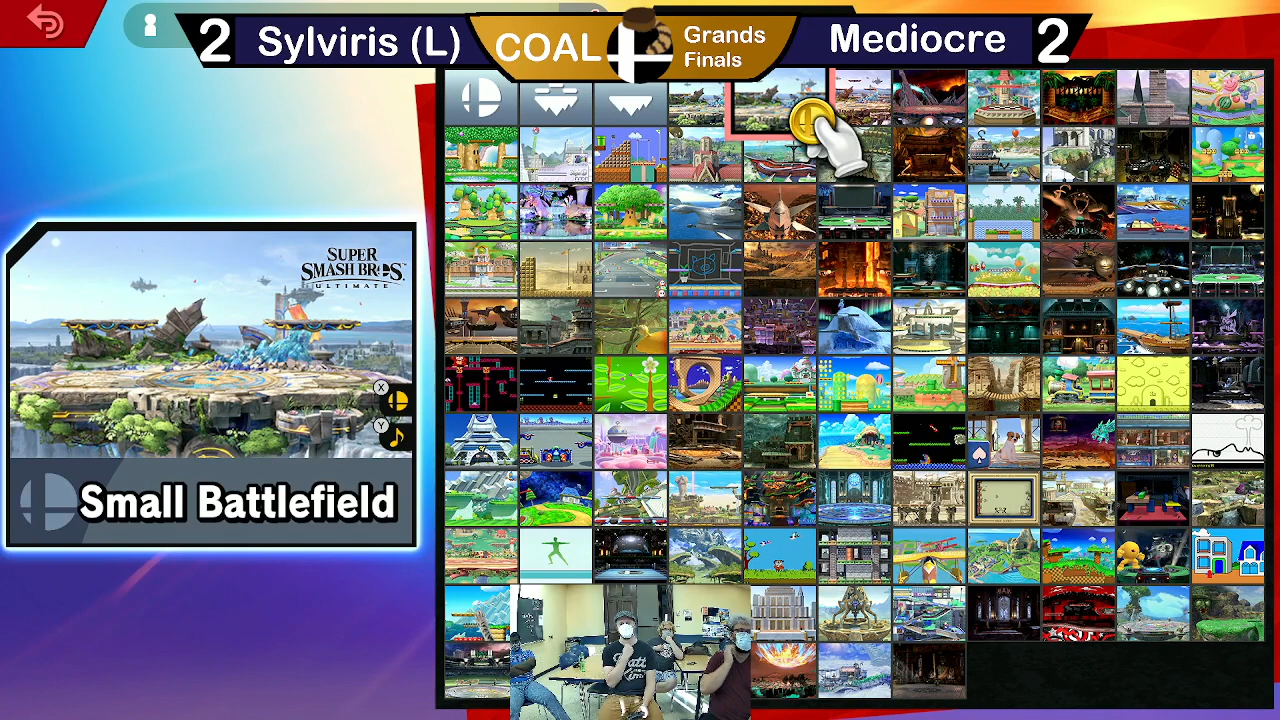 2 Sylviris (L) COAL Grands Finals Mediocre 2
SUPER
SMASH BROS.
ULTIMATE
X
Y
Small Battlefield